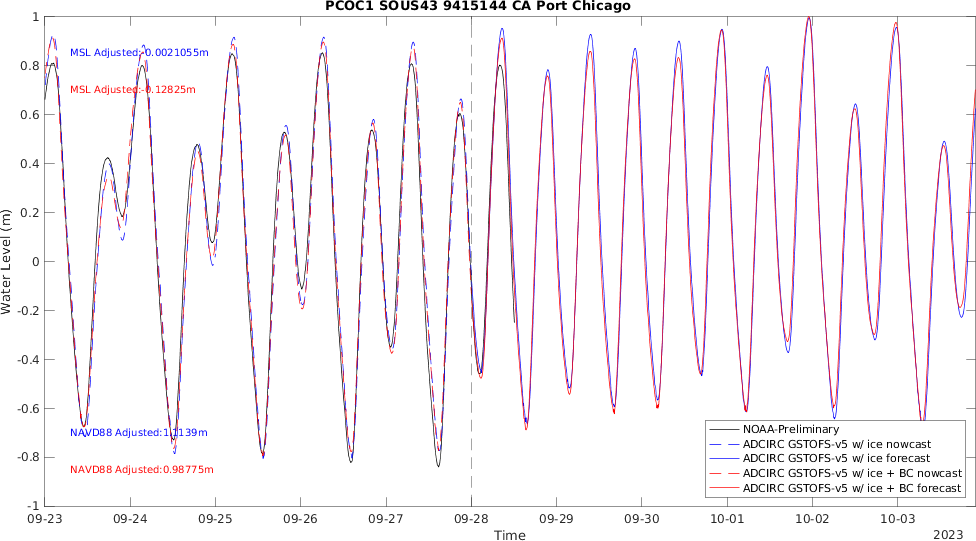 PCOC1 SOUS43 9415144 CA Port Chicago
1
0.8
0.6
0.4
0.2
0
-0.2
-0.4
-0.6
-0.8
-1
Water Level (m)
MSL Adjusted:-0.0021055m
MSL Adjusted:-0.12825m
NAVD88 Adjusted:1.1139m
NAVD88 Adjusted:0.98775m
NOAA-Preliminary
ADCIRC GSTOFS-v5 w/ ice nowcast
ADCIRC GSTOFS-v5 w/ ice forecast
ADCIRC GSTOFS-v5 w/ ice + BC nowcast
ADCIRC GSTOFS-v5 w/ ice + BC forecast
09-23 09-24 09-25 09-26 09-27 09-28 09-29 09-30 10-01 10-02 10-03
Time
2023